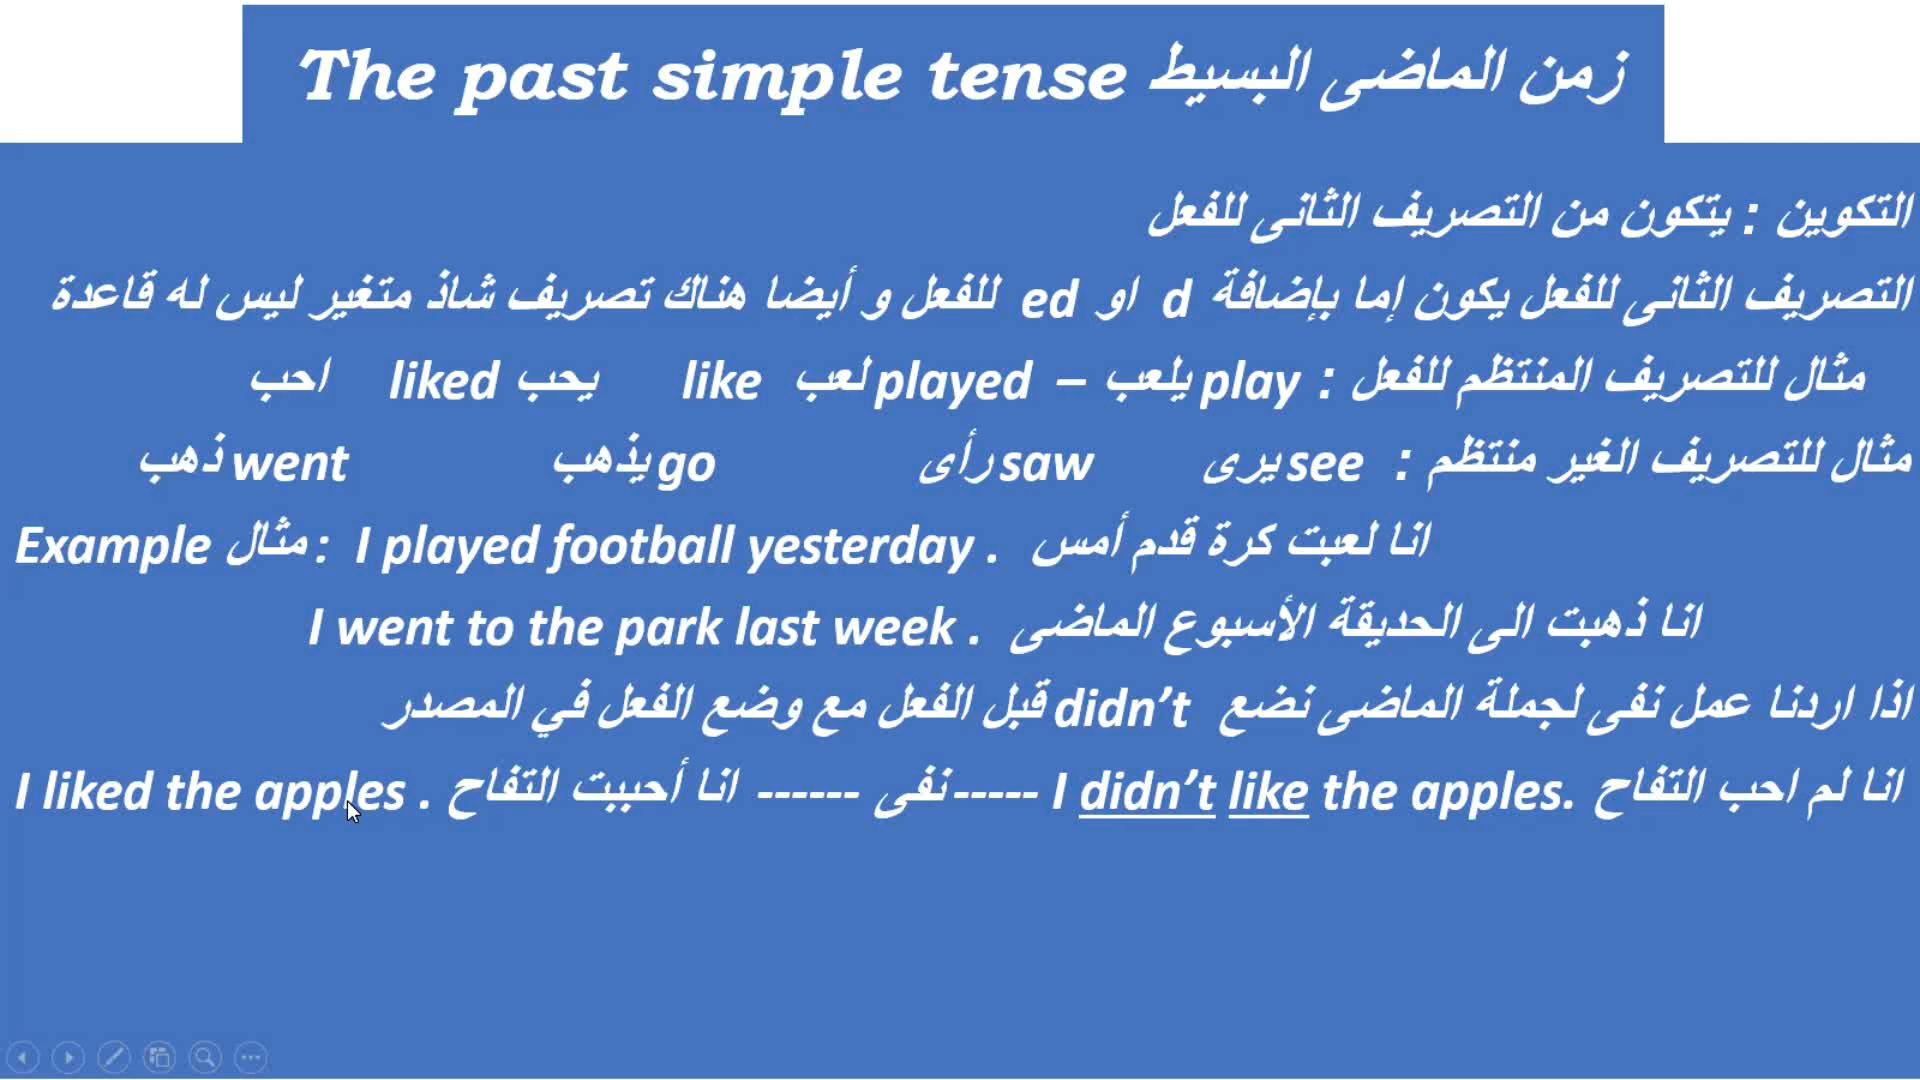 The past simple tense زمن الماضى البسيط
التكوين : يتكون من التصريف الثانى للفعل
التصريف الثانى للفعل يكون إما بإضافة d او ed للفعل و أيضا هناك تصريف شاذ متغير ليس له قاعدة
مثال للتصريف المنتظم للفعل : play يلعب – played لعب like يحب liked احب
مثال للتصريف الغير منتظم : see يرى saw رأى go يذهب went ذهب
Example مثال : I played football yesterday . انا لعبت كرة قدم أمس
I went to the park last week . انا ذهبت الى الحديقة الأسبوع الماضى
اذا اردنا عمل نفى لجملة الماضى نضع didn’t قبل الفعل مع وضع الفعل في المصدر
I liked the apples . انا أحببت التفاح ------ نفى ----- I didn’t like the apples. انا لم احب التفاح